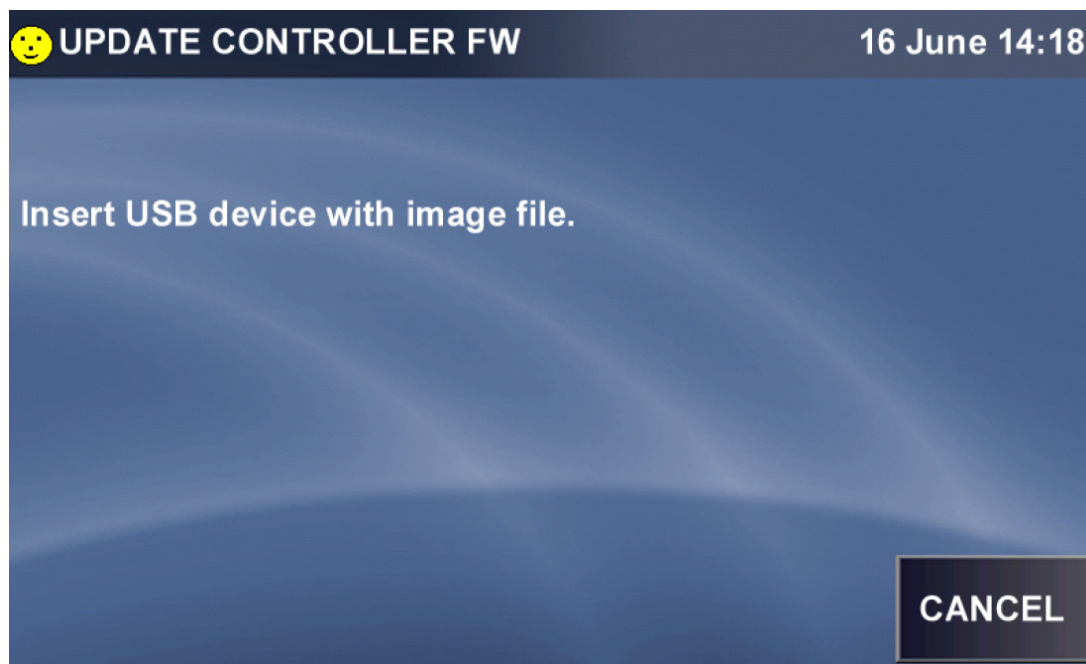 UPDATE CONTROLLER FW 16 June 14:18
Insert USB device with image file.
CANCEL